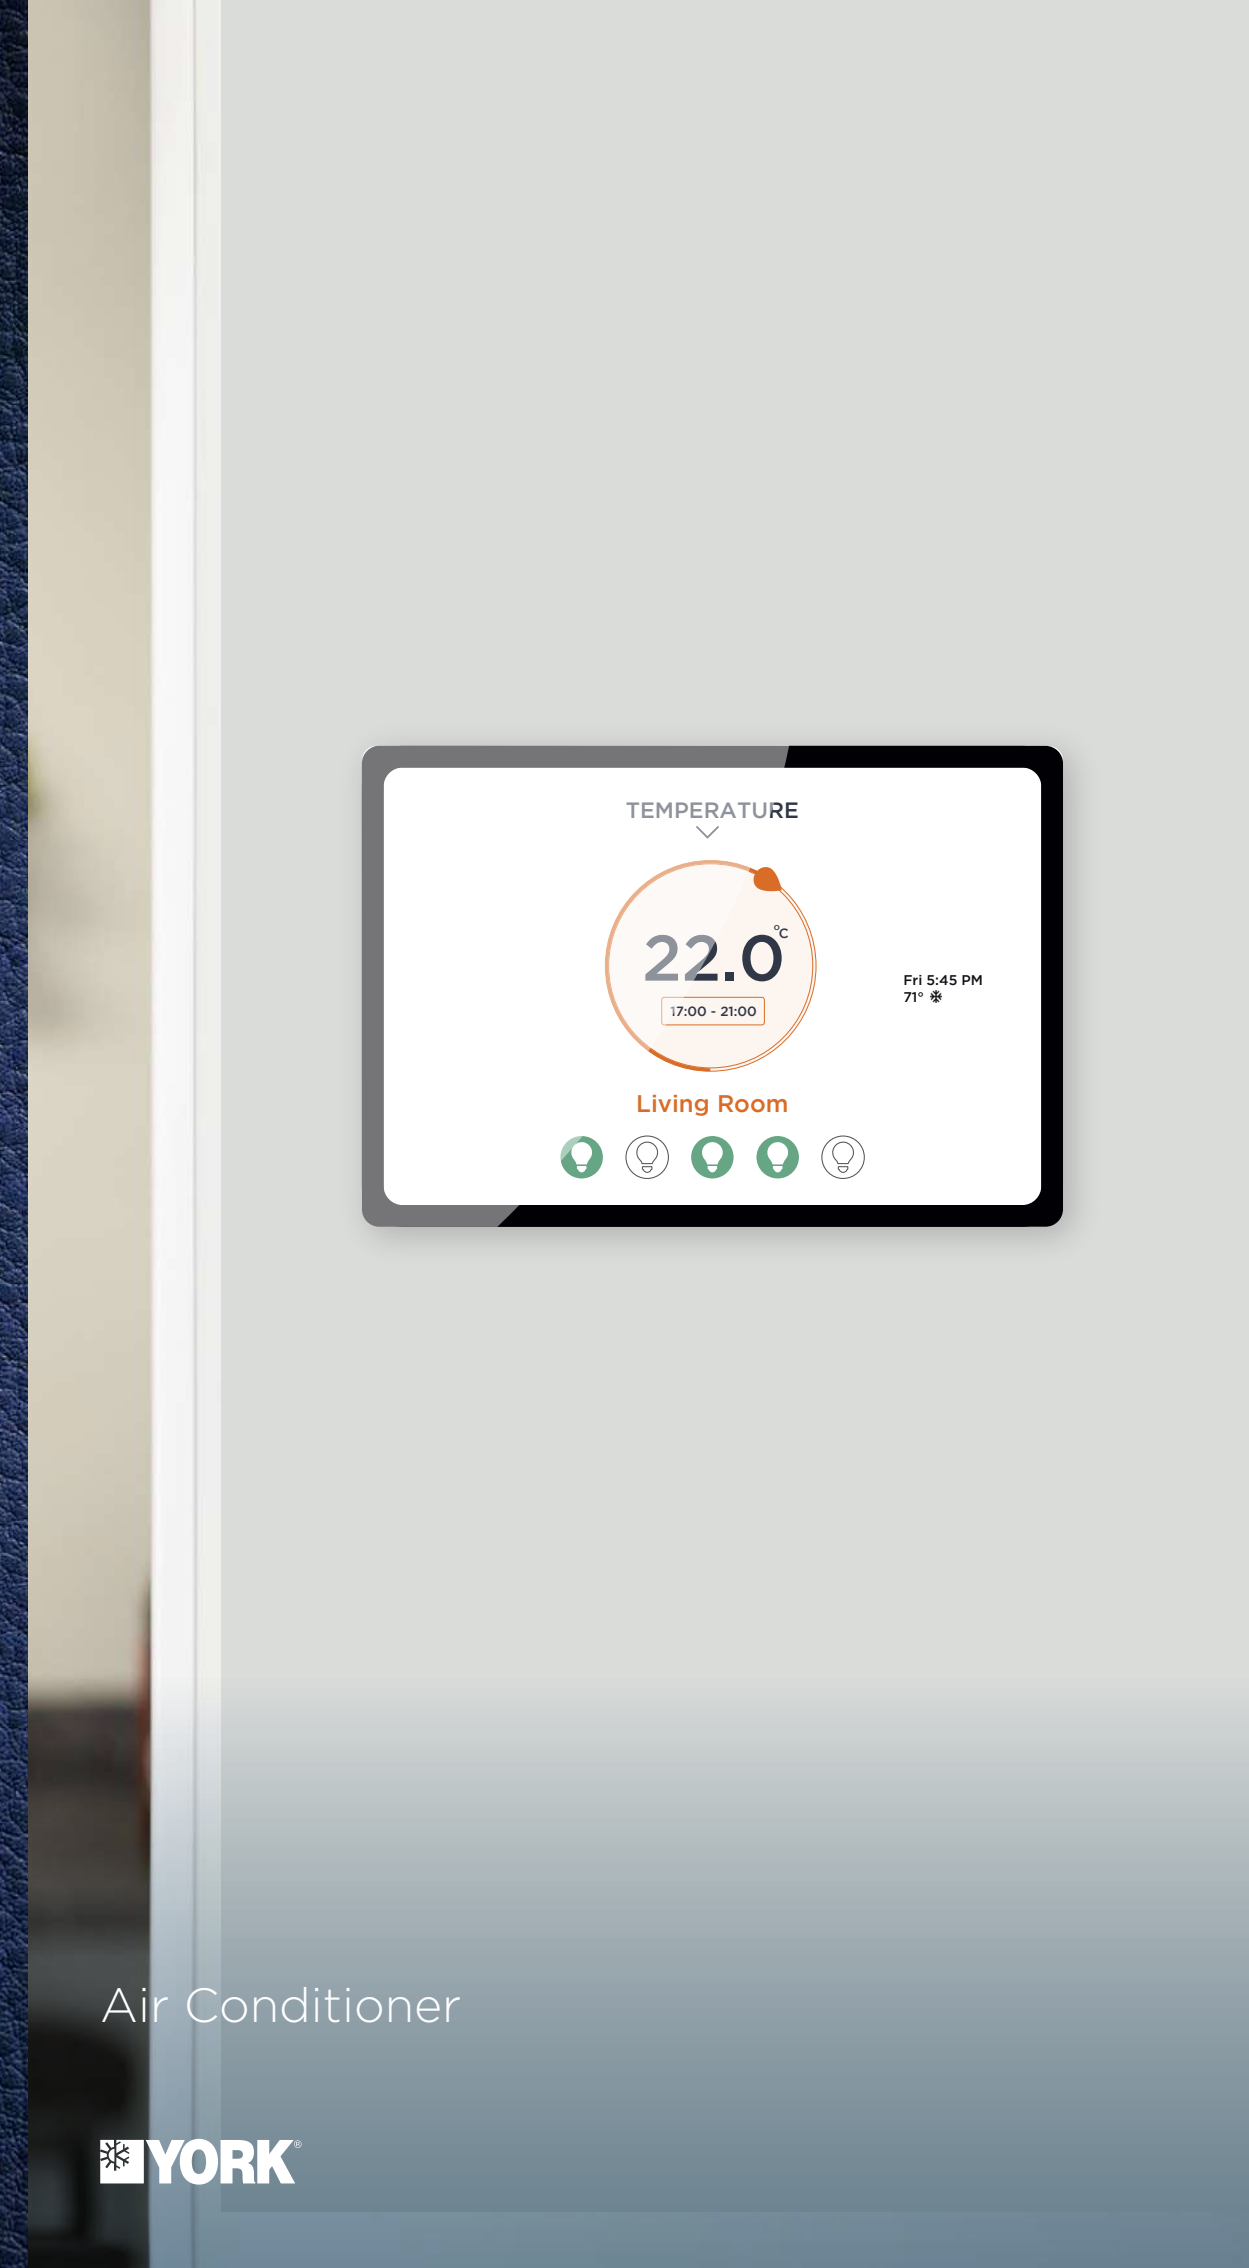 TEMPERATURE
22.0°C
17:00 - 21:00
Fri 5:45 PM
71°
Living Room
Air Conditioner
YORK®